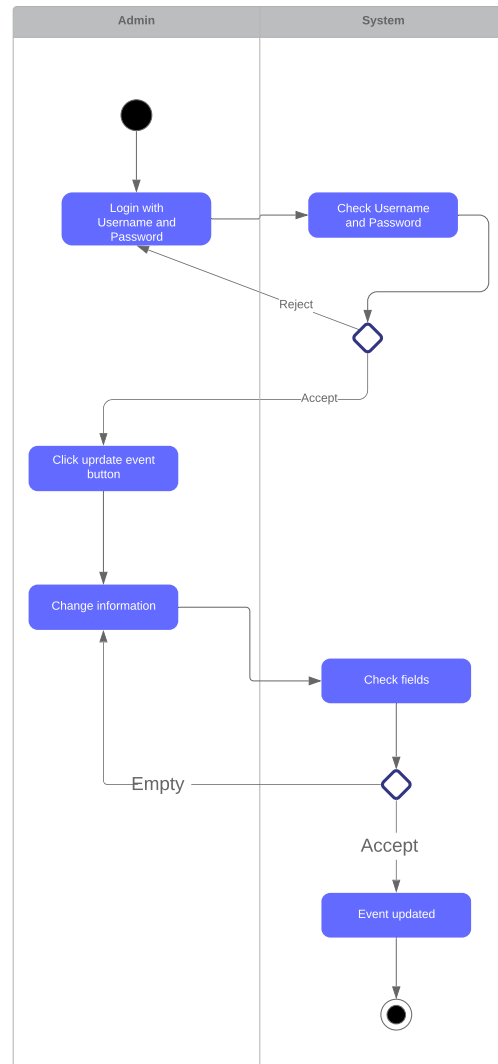 Admin
System
Login with
Username and
Password
Check Username
and Password
Reject
Accept
Click uprdate event
button
Change information
Check fields
Empty
Accept
Event updated